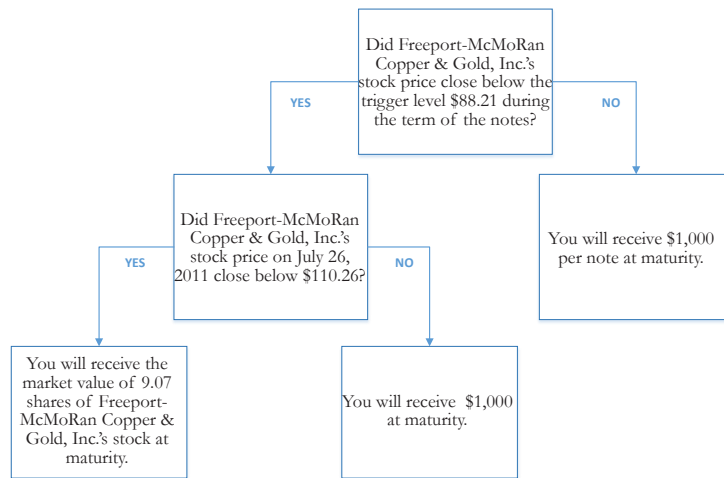 Did Freeport-McMoRan
Copper & Gold, Inc.'s
stock price close below the
trigger level $88.21 during
the term of the notes?
YES
NO
Did Freeport-McMoRan
Copper & Gold, Inc.'s
stock price on July 26,
2011 close below $110.26?
You will receive $1,000
per note at maturity.
YES
NO
You will receive the
market value of 9.07
shares of Freeport-
McMoRan Copper &
Gold, Inc.'s stock at
maturity.
You will receive $1,000
at maturity.